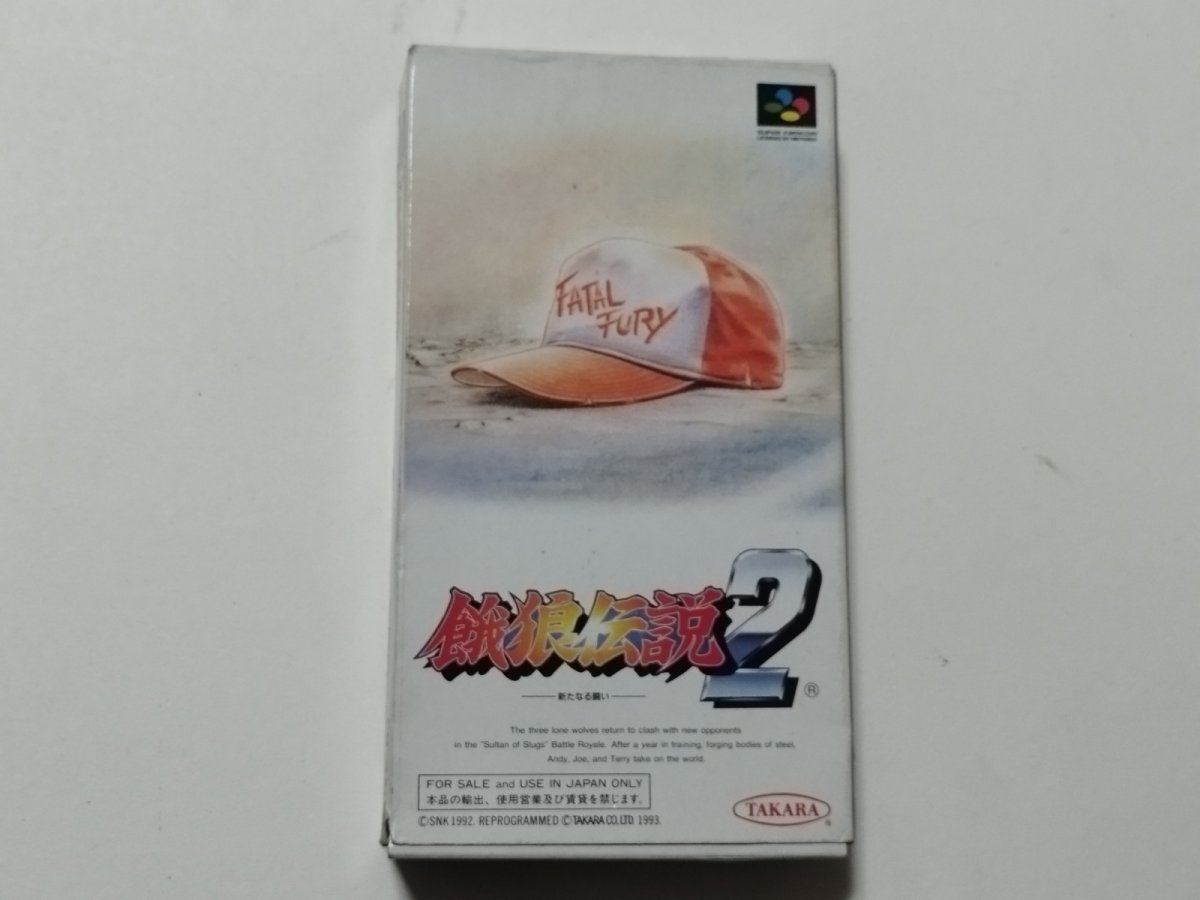 SUPER FAMICOM
LICENSED BY NINTENDO
FATAL
FURY
餓狼伝説2
®
新たなる闘い
The three lone wolves return to clash with new opponents
in the "Sultan of Slugs" Battle Royale. After a year in training, forging bodies of steel,
Andy, Joe, and Terry take on the world.
FOR SALE and USE IN JAPAN ONLY
本品の輸出、使用営業及び賃貸を禁じます。
©SNK 1992. REPROGRAMMED ©TAKARA CO.,LTD. 1993.
TAKARA
®